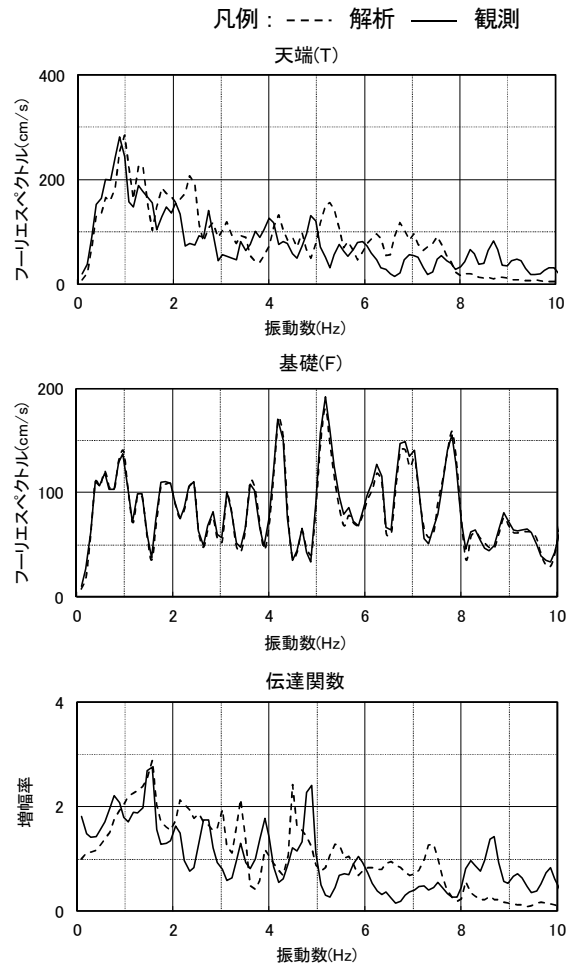 凡例：---- 解析 —— 観測
天端(T)
フーリエスペクトル(cm/s)
400
200
0
0 2 4 6 8 10
振動数(Hz)
基礎(F)
フーリエスペクトル(cm/s)
200
100
0
0 2 4 6 8 10
振動数(Hz)
伝達関数
増幅率
4
2
0
0 2 4 6 8 10
振動数(Hz)